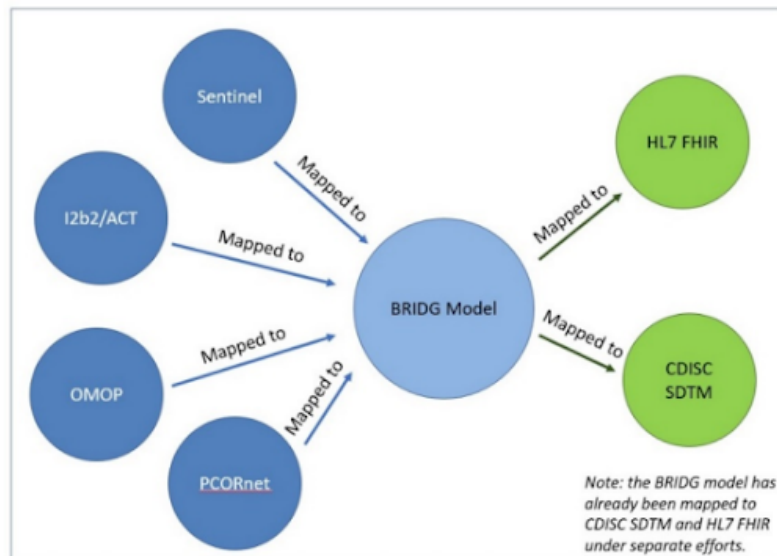 Sentinel
Mapped to
HL7 FHIR
I2b2/ACT
Mapped to
Mapped to
BRIDG Model
Mapped to
Mapped to
OMOP
CDISC
SDTM
Mapped to
PCORnet
Note: the BRIDG model has
already been mapped to
CDISC SDTM and HL7 FHIR
under separate efforts.